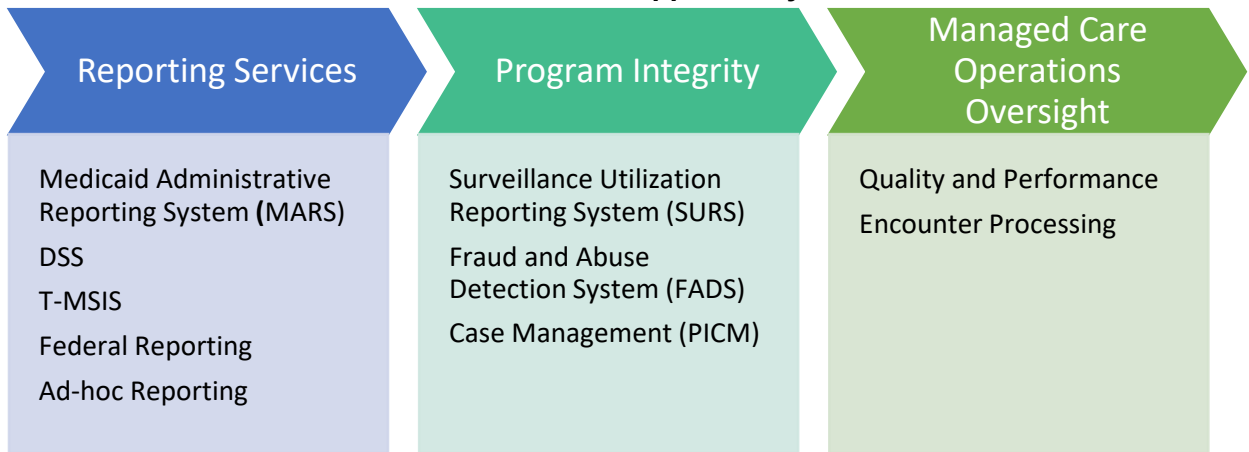 Reporting Services
Medicaid Administrative
Reporting System (MARS)
DSS
T-MSIS
Federal Reporting
Ad-hoc Reporting
Program Integrity
Surveillance Utilization
Reporting System (SURS)
Fraud and Abuse
Detection System (FADS)
Case Management (PICM)
Managed Care
Operations
Oversight
Quality and Performance
Encounter Processing